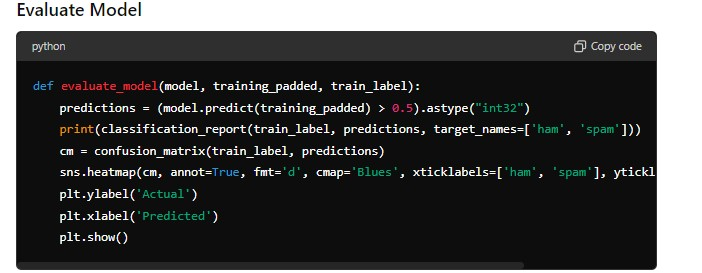 Evaluate Model
python
Copy code
def evaluate_model(model, training_padded, train_label):
predictions = (model.predict(training_padded) > 0.5).astype("int32")
print(classification_report(train_label, predictions, target_names=['ham', 'spam']))
cm = confusion_matrix(train_label, predictions)
sns.heatmap(cm, annot=True, fmt='d', cmap='Blues', xticklabels=['ham', 'spam'], ytickl
plt.ylabel('Actual')
plt.xlabel('Predicted')
plt.show()